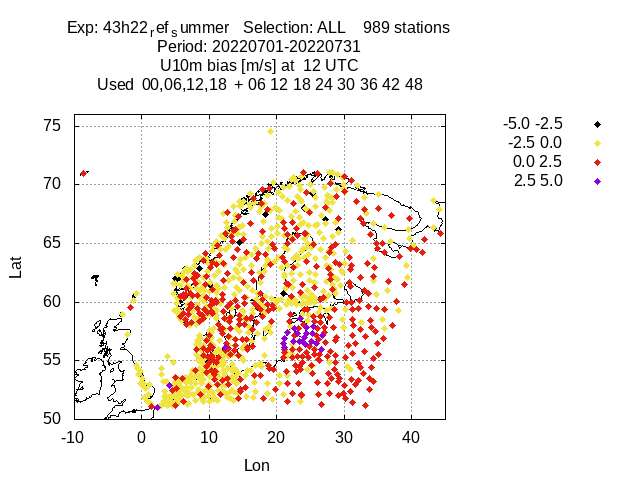 Exp: 43h22refsummer   Selection: ALL    989 stations
Period: 20220701-20220731
U10m bias [m/s] at  12 UTC
Used  00,06,12,18  + 06 12 18 24 30 36 42 48
-5.0 -2.5
-2.5 0.0
0.0 2.5
2.5 5.0
75
70
65
60
55
50
Lat
-10 0 10 20 30 40
Lon